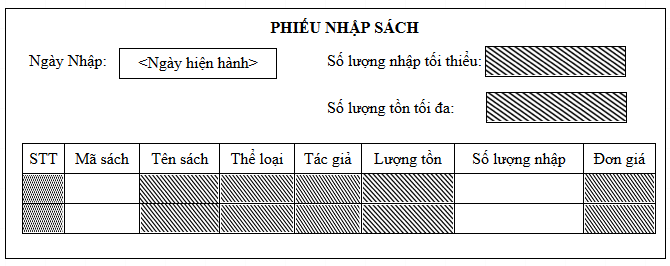 PHIẾU NHẬP SÁCH
Ngày Nhập: <Ngày hiện hành> Số lượng nhập tối thiểu:
Số lượng tồn tối đa:
STT Mã sách Tên sách Thể loại Tác giả Lượng tồn Số lượng nhập Đơn giá